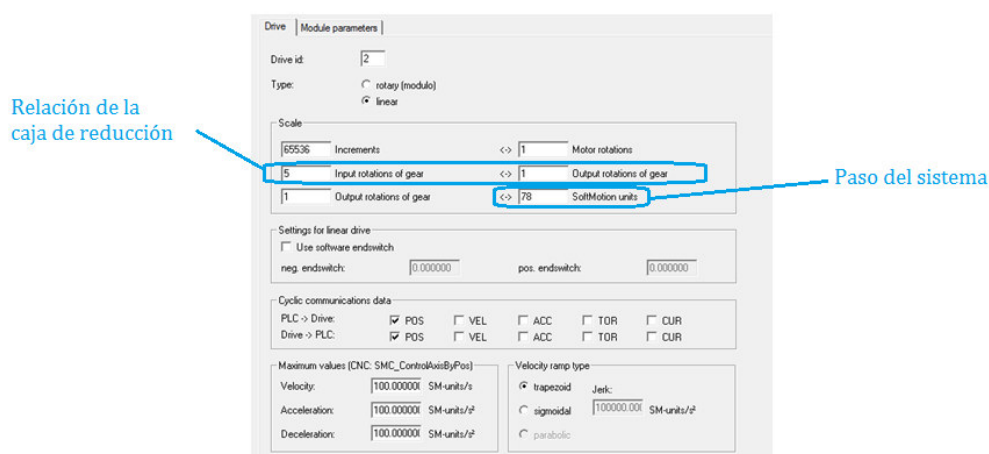 Drive
Module parameters
Drive id:
2
Type:
rotary (modulo)
linear
Relación de la
caja de reducción
Scale
65536 Increments <-> 1 Motor rotations
5 Input rotations of gear <-> 1 Output rotations of gear
1 Output rotations of gear <-> 78 SoftMotion units
Paso del sistema
Settings for linear drive
Use software endswitch
neg. endswitch: 0.000000 pos. endswitch: 0.000000
Cyclic communications data
PLC -> Drive: POS VEL ACC TOR CUR
Drive -> PLC: POS VEL ACC TOR CUR
Maximum values (CNC: SMC_ControlAxisByPos)
Velocity: 100.00000 SM-units/s
Acceleration: 100.00000 SM-units/s²
Deceleration: 100.00000 SM-units/s²
Velocity ramp type
trapezoid
Jerk:
sigmoidal
100000.00 SM-units/s²
parabolic